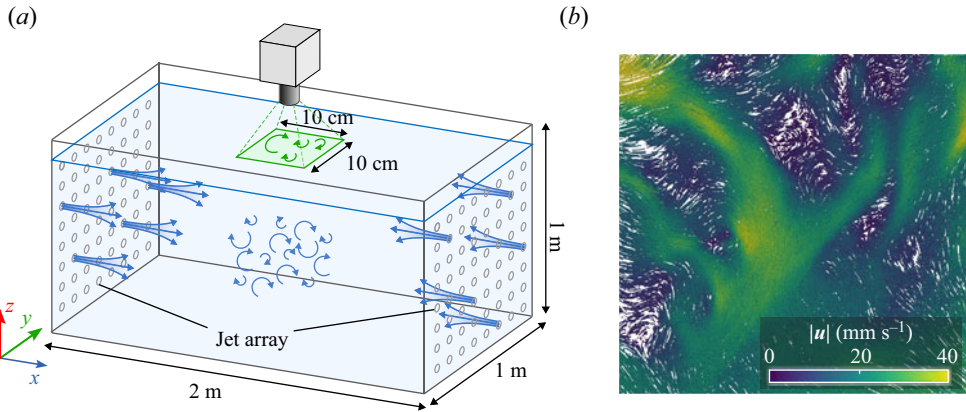 (a)
(b)
10 cm
10 cm
1 m
z
y
x
Jet array
1 m
2 m
|u| (mm s⁻¹)
0 20 40